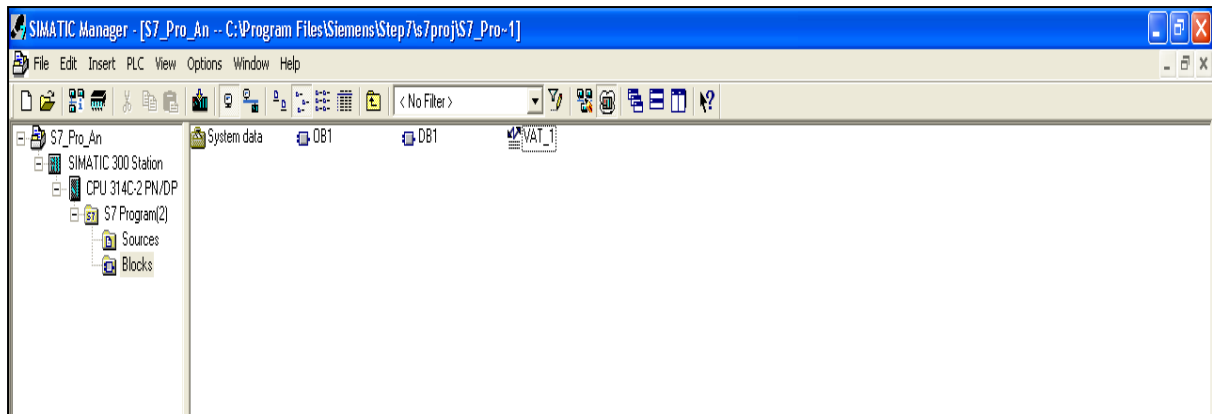 SIMATIC Manager - [S7_Pro_An -- C:\Program Files\Siemens\Step7\s7proj\S7_Pro~1]
File Edit Insert PLC View Options Window Help
< No Filter >
S7_Pro_An
SIMATIC 300 Station
CPU 314C-2 PN/DP
S7 Program(2)
Sources
Blocks
System data OB1 DB1 VAT_1